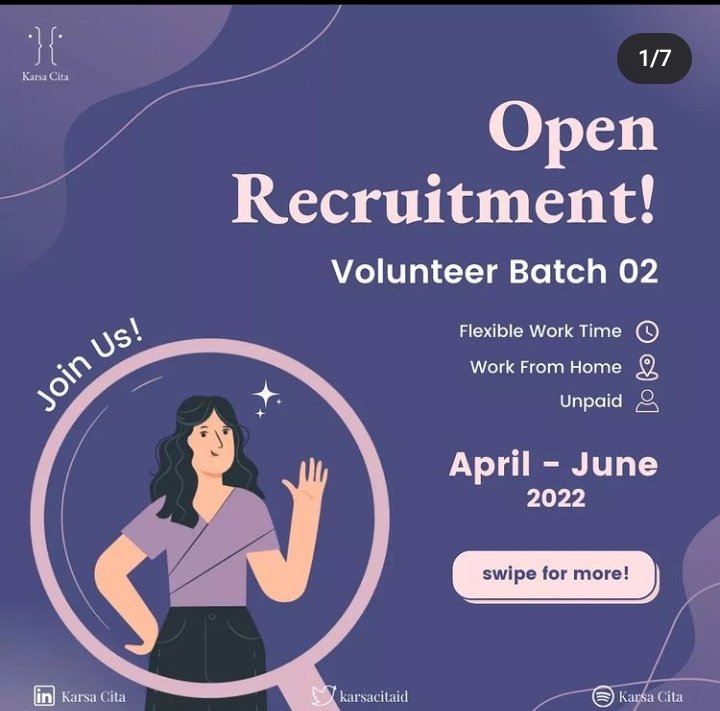 Karsa Cita
1/7
Open
Recruitment!
Volunteer Batch 02
Flexible Work Time
Work From Home
Unpaid
Join Us!
April - June
2022
swipe for more!
in Karsa Cita
karsacitaid
Karsa Cita